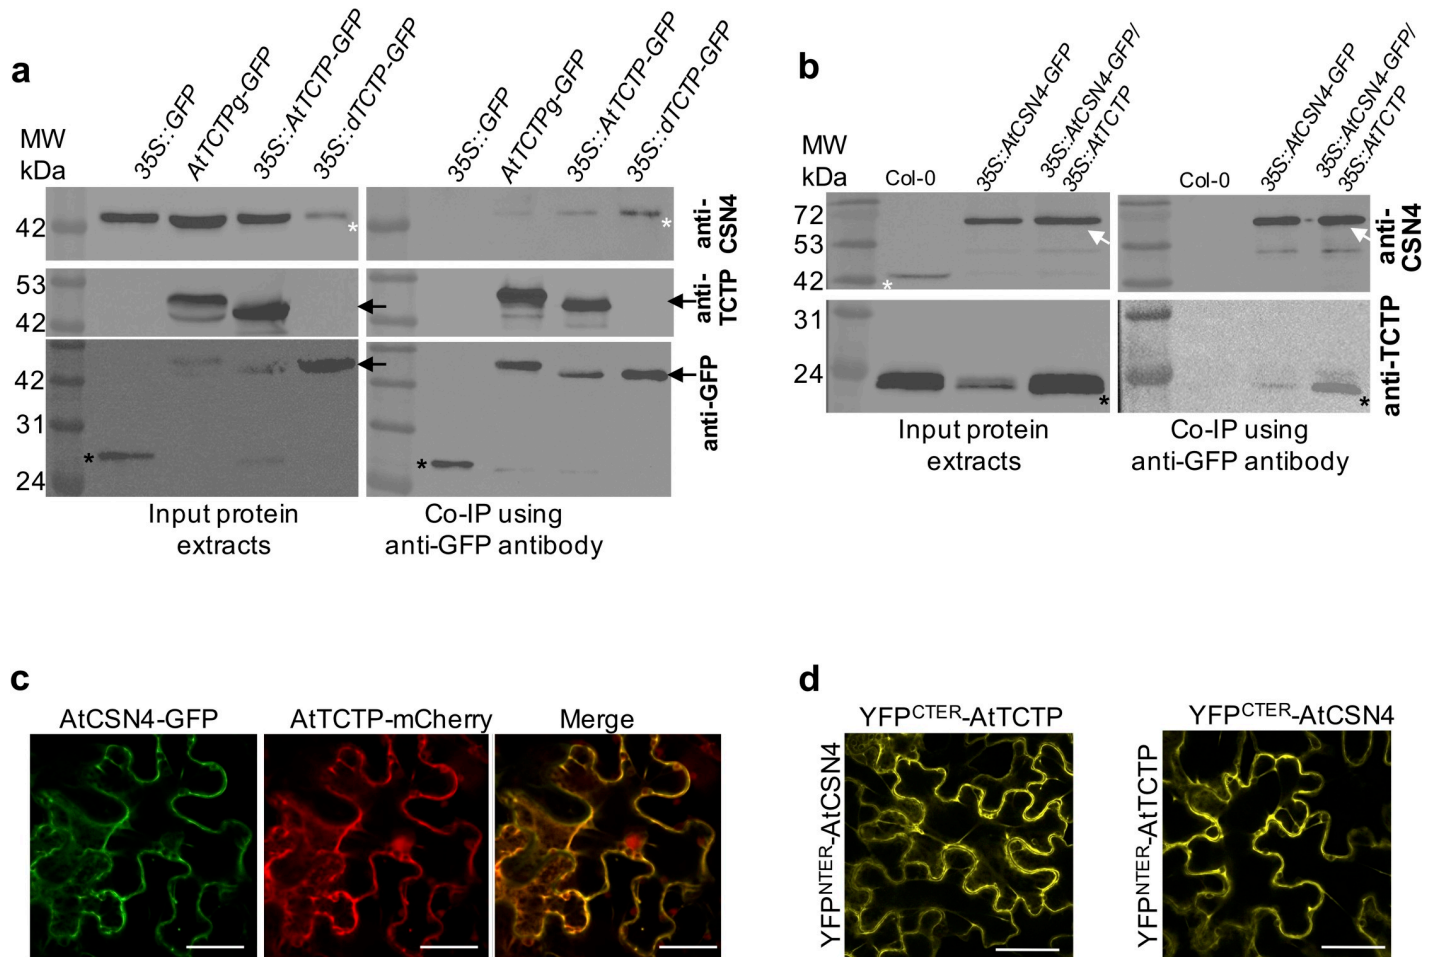 a
MW
kDa
35S::GFP
AtTCTPg-GFP
35S::AtTCTP-GFP
35S::dTCTP-GFP
35S::GFP
AtTCTPg-GFP
35S::AtTCTP-GFP
35S::dTCTP-GFP
42
*
*
anti-
CSN4
53
42
anti-
TCTP
42
31
24
*
*
anti-GFP
Input protein
extracts
Co-IP using
anti-GFP antibody
b
MW
kDa
Col-0
35S::AtCSN4-GFP
35S::AtCSN4-GFP/
35S::AtTCTP
Col-0
35S::AtCSN4-GFP
35S::AtCSN4-GFP/
35S::AtTCTP
72
53
42
*
anti-
CSN4
31
24
*
*
anti-TCTP
Input protein
extracts
Co-IP using
anti-GFP antibody
c
AtCSN4-GFP
AtTCTP-mCherry
Merge
d
YFPCTER-AtTCTP
YFPNTER-AtCSN4
YFPCTER-AtCSN4
YFPNTER-AtTCTP